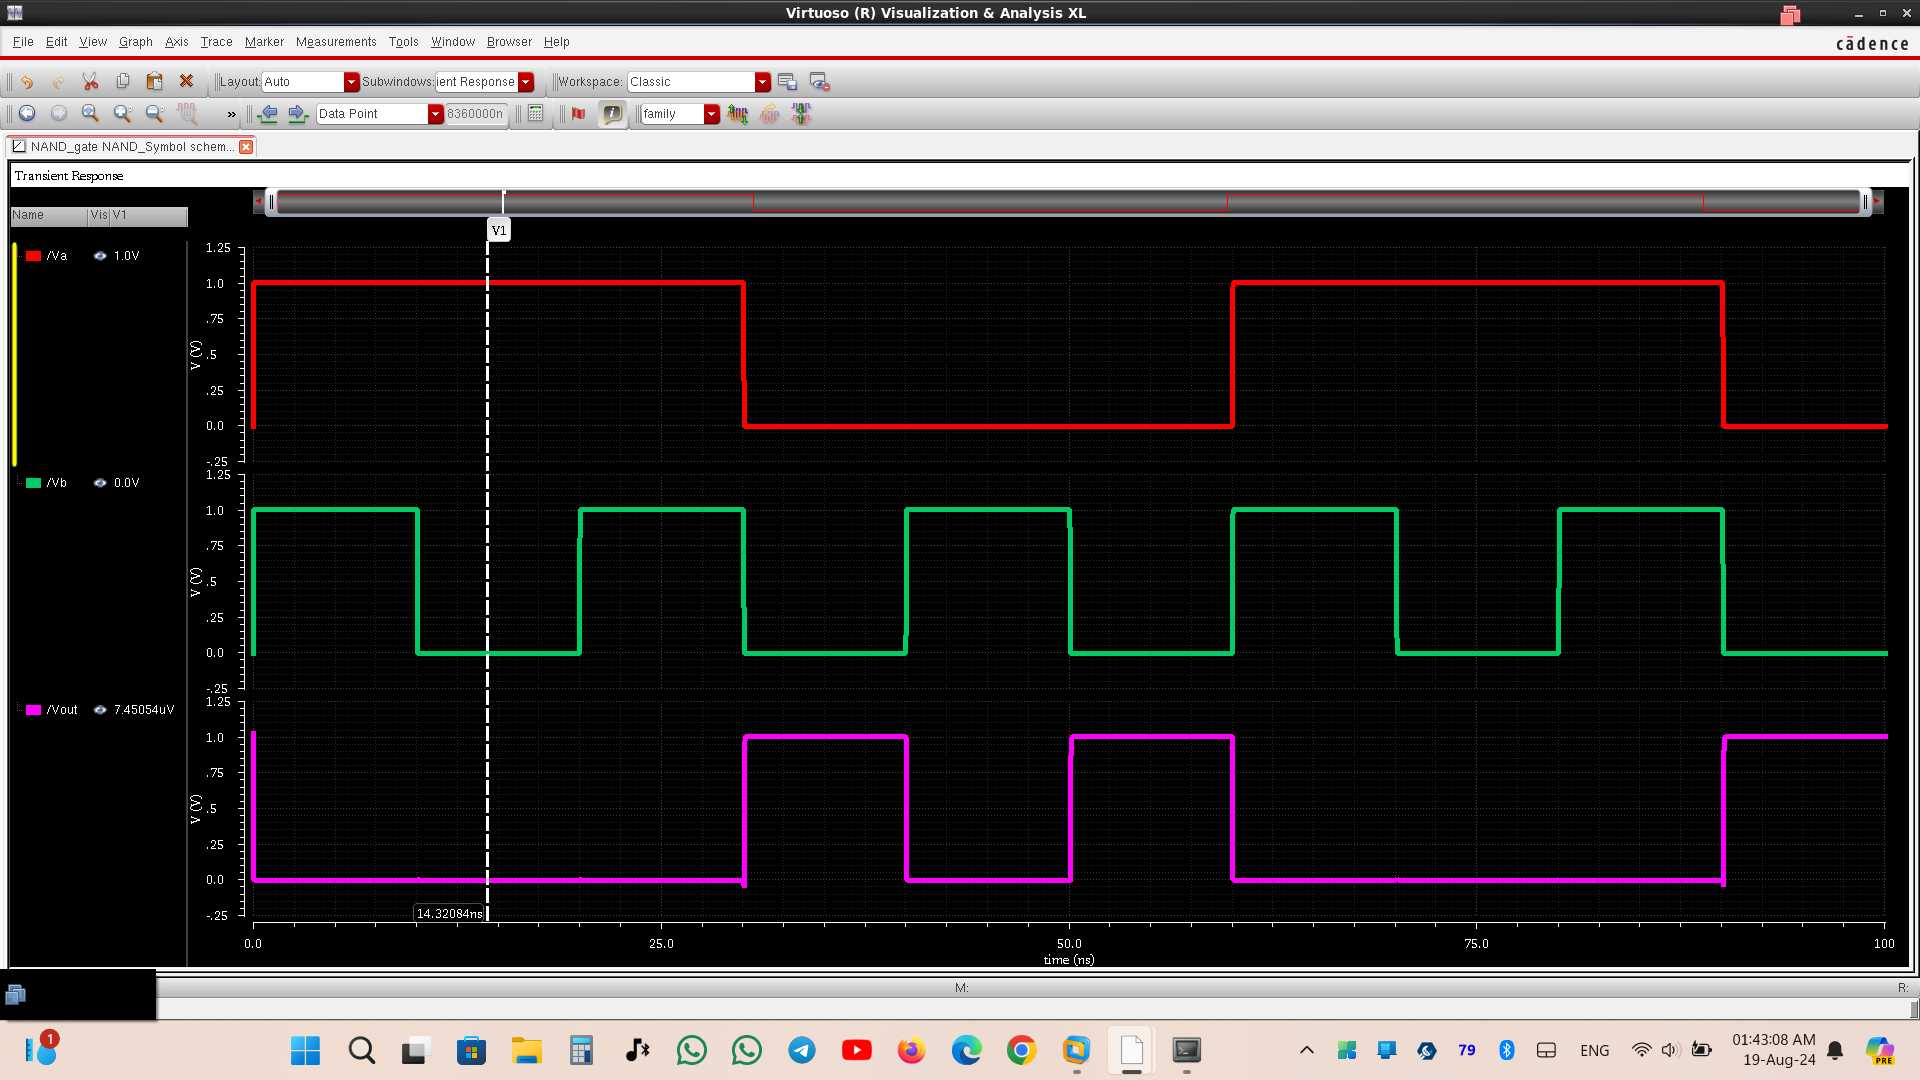 Virtuoso (R) Visualization & Analysis XL
File Edit View Graph Axis Trace Marker Measurements Tools Window Browser Help
cādence
Layout: Auto Subwindows: ient Response Workspace: Classic
» Data Point 8360000n family
NAND_gate NAND_Symbol schem...
Transient Response
Name Vis V1
V1
/Va 1.0V
1.25
1.0
.75
.5
.25
0.0
-.25
V (V)
/Vb 0.0V
1.25
1.0
.75
.5
.25
0.0
-.25
V (V)
/Vout 7.45054uV
1.25
1.0
.75
.5
.25
0.0
-.25
V (V)
14.32084ns
0.0 25.0 50.0 75.0 100
time (ns)
M: R:
1
79 ENG 01:43:08 AM
19-Aug-24
PRE